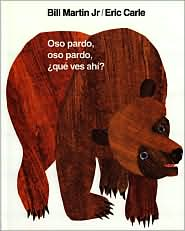 Bill Martin Jr / Eric Carle
Oso pardo,
oso pardo,
¿qué ves ahí?